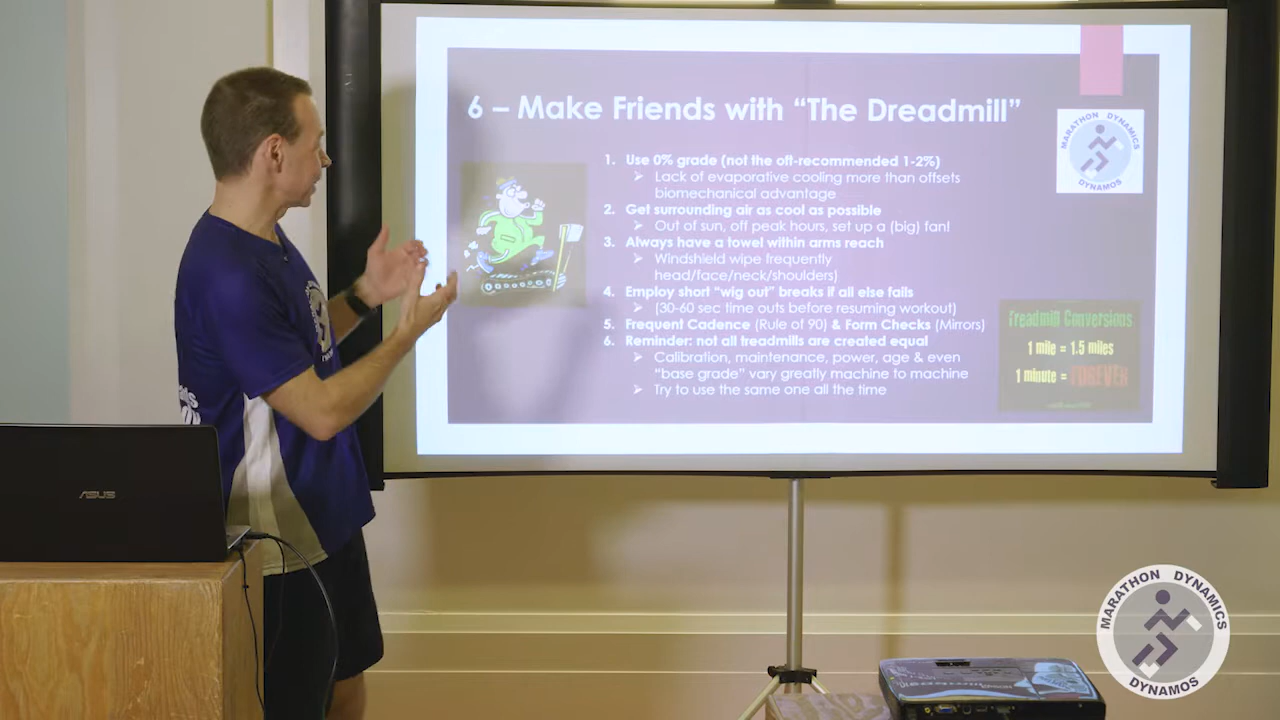 6 – Make Friends with “The Dreadmill”
1. Use 0% grade (not the oft-recommended 1-2%)
Lack of evaporative cooling more than offsets
biomechanical advantage
2. Get surrounding air as cool as possible
Out of sun, off peak hours, set up a (big) fan!
3. Always have a towel within arms reach
Windshield wipe frequently
head/face/neck/shoulders)
4. Employ short “wig out” breaks if all else fails
(30-60 sec time outs before resuming workout)
5. Frequent Cadence (Rule of 90) & Form Checks (Mirrors)
6. Reminder: not all treadmills are created equal
Calibration, maintenance, power, age & even
“base grade” vary greatly machine to machine
Try to use the same one all the time
MARATHON DYNAMICS
DYNAMOS
Treadmill Conversions
1 mile = 1.5 miles
1 minute = FOREVER
ASUS
MARATHON DYNAMICS
DYNAMOS